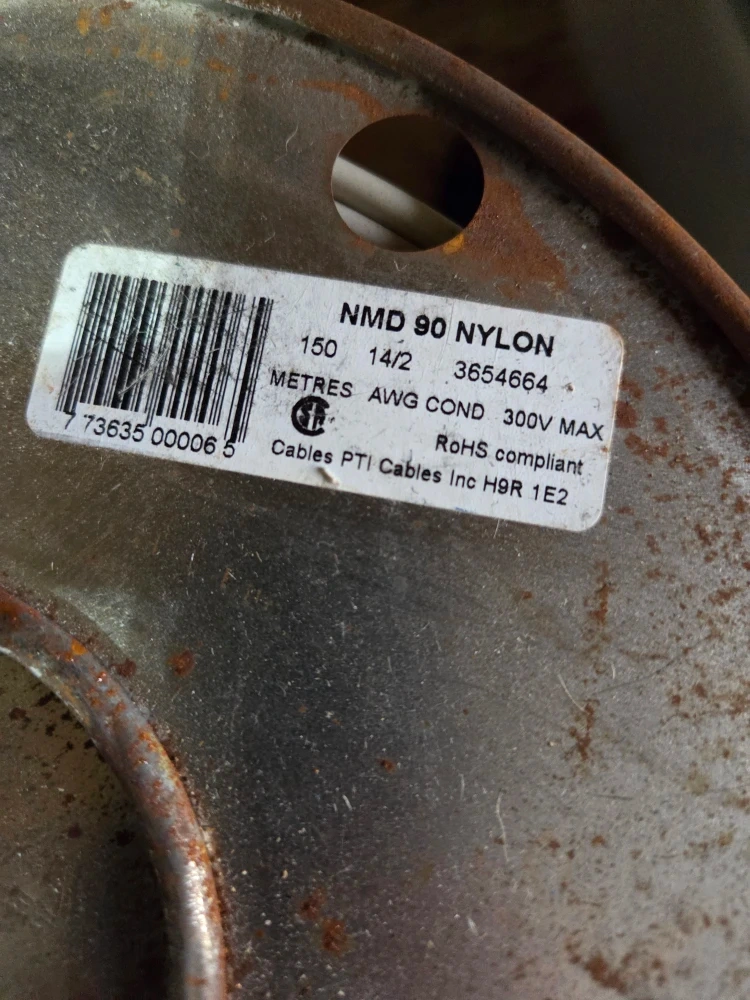 NMD 90 NYLON
150 14/2 3654664
METRES AWG COND 300V MAX
RoHS compliant
Cables PTI Cables Inc H9R 1E2
7 73635 00006 5